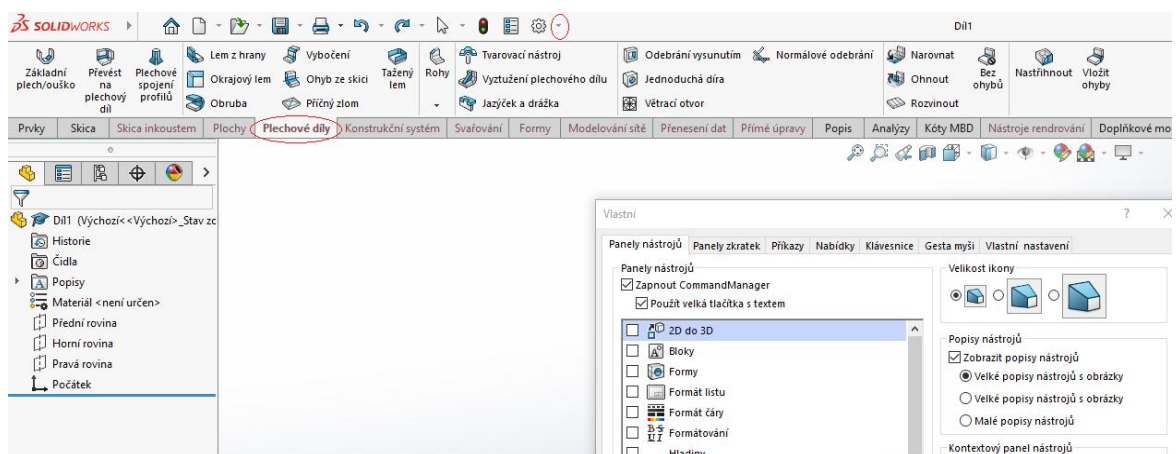 SOLIDWORKS
Díl1
Základní plech/ouško
Převést na plechový díl
Plechové spojení profilů
Lem z hrany
Okrajový lem
Obruba
Vybočení
Ohyb ze skici
Příčný zlom
Tažený lem
Rohy
Tvarovací nástroj
Vyztužení plechového dílu
Jazýček a drážka
Odebrání vysunutím
Normálové odebrání
Jednoduchá díra
Větrací otvor
Narovnat
Ohnout
Rozvinout
Bez ohybů
Nastřihnout
Vložit ohyby
Prvky
Skica
Skica inkoustem
Plochy
Plechové díly
Konstrukční systém
Svařování
Formy
Modelování sítě
Přenesení dat
Přímé úpravy
Popis
Analýzy
Kóty MBD
Nástroje rendrování
Doplňkové mo
Díl1 (Výchozí<<Výchozí>_Stav zo
Historie
Čidla
Popisy
Materiál <není určen>
Přední rovina
Horní rovina
Pravá rovina
Počátek
Vlastní
Panely nástrojů
Panely zkratek
Příkazy
Nabídky
Klávesnice
Gesta myši
Vlastní nastavení
Panely nástrojů
Zapnout CommandManager
Použít velká tlačítka s textem
2D do 3D
Bloky
Formy
Formát listu
Formát čáry
Formátování
Hladiny
Velikost ikony
Popisy nástrojů
Zobrazit popisy nástrojů
Velké popisy nástrojů s obrázky
Velké popisy nástrojů s obrázky
Malé popisy nástrojů
Kontextový panel nástrojů